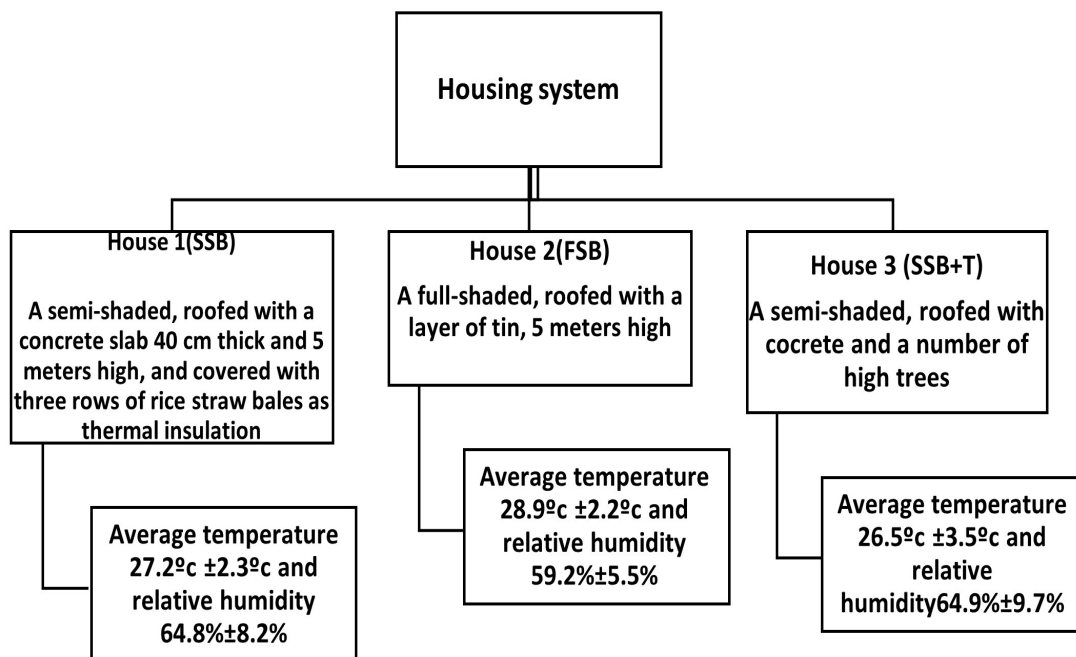 Housing system
House 1(SSB)
A semi-shaded, roofed with a
concrete slab 40 cm thick and 5
meters high, and covered with
three rows of rice straw bales as
thermal insulation
Average temperature
27.2ºc ±2.3ºc and
relative humidity
64.8%±8.2%
House 2(FSB)
A full-shaded, roofed with a
layer of tin, 5 meters high
Average temperature
28.9ºc ±2.2ºc and
relative humidity
59.2%±5.5%
House 3 (SSB+T)
A semi-shaded, roofed with
cocrete and a number of
high trees
Average temperature
26.5ºc ±3.5ºc and
relative
humidity64.9%±9.7%